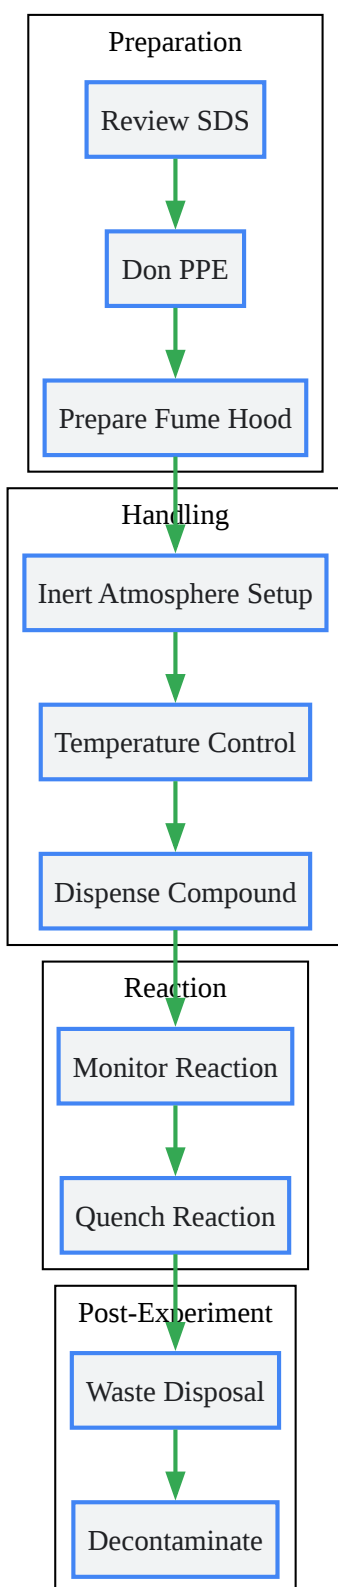 Preparation
Review SDS
Don PPE
Prepare Fume Hood
Handling
Inert Atmosphere Setup
Temperature Control
Dispense Compound
Reaction
Monitor Reaction
Quench Reaction
Post-Experiment
Waste Disposal
Decontaminate